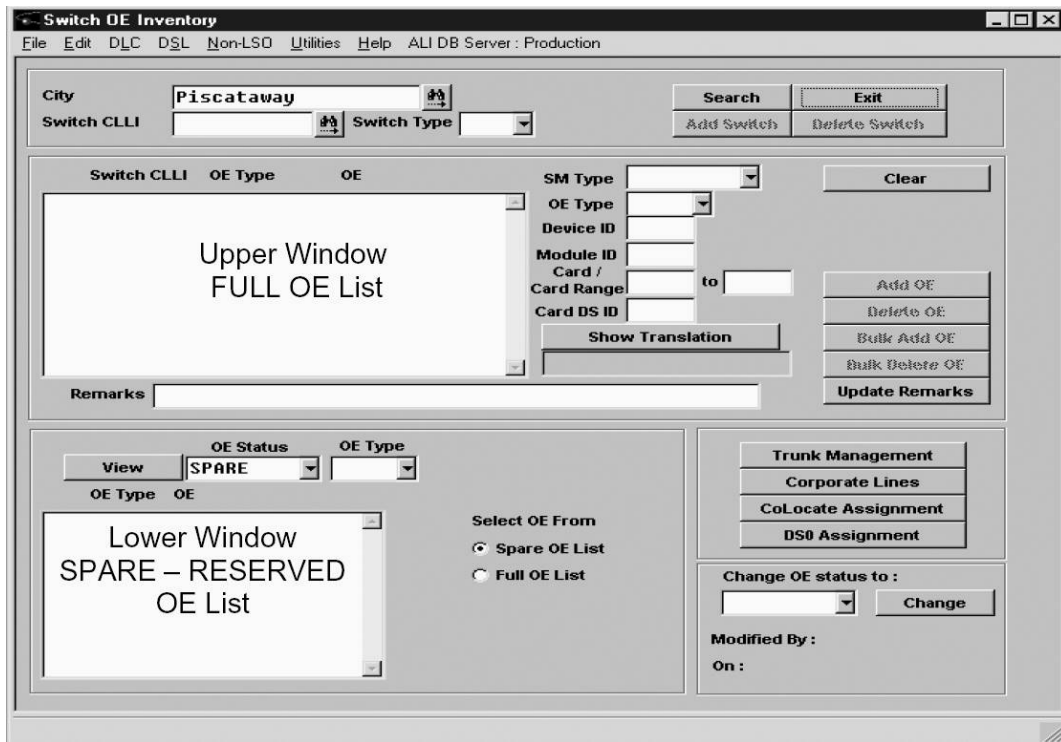 Switch OE Inventory
File Edit DLC DSL Non-LSO Utilities Help ALI DB Server : Production
City Piscataway Search Exit
Switch CLLI Switch Type Add Switch Delete Switch
Switch CLLI OE Type OE
SM Type Clear
OE Type
Device ID
Upper Window
FULL OE List
Module ID
Card /
Card Range to
Card DS ID
Show Translation
Add OE
Delete OE
Bulk Add OE
Bulk Delete OE
Update Remarks
Remarks
OE Status OE Type
View SPARE
OE Type OE
Lower Window
SPARE – RESERVED
OE List
Select OE From
Spare OE List
Full OE List
Trunk Management
Corporate Lines
CoLocate Assignment
DS0 Assignment
Change OE status to :
Change
Modified By :
On :